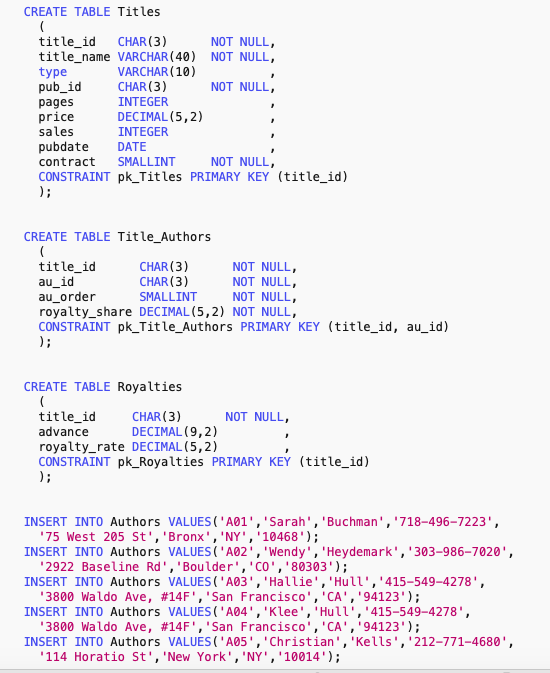 CREATE TABLE Titles
(
title_id CHAR(3) NOT NULL,
title_name VARCHAR(40) NOT NULL,
type VARCHAR(10) ,
pub_id CHAR(3) NOT NULL,
pages INTEGER ,
price DECIMAL(5,2) ,
sales INTEGER ,
pubdate DATE ,
contract SMALLINT NOT NULL,
CONSTRAINT pk_Titles PRIMARY KEY (title_id)
);
CREATE TABLE Title_Authors
(
title_id CHAR(3) NOT NULL,
au_id CHAR(3) NOT NULL,
au_order SMALLINT NOT NULL,
royalty_share DECIMAL(5,2) NOT NULL,
CONSTRAINT pk_Title_Authors PRIMARY KEY (title_id, au_id)
);
CREATE TABLE Royalties
(
title_id CHAR(3) NOT NULL,
advance DECIMAL(9,2) ,
royalty_rate DECIMAL(5,2) ,
CONSTRAINT pk_Royalties PRIMARY KEY (title_id)
);
INSERT INTO Authors VALUES('A01','Sarah','Buchman','718-496-7223',
'75 West 205 St','Bronx','NY','10468');
INSERT INTO Authors VALUES('A02','Wendy','Heydemark','303-986-7020',
'2922 Baseline Rd','Boulder','CO','80303');
INSERT INTO Authors VALUES('A03','Hallie','Hull','415-549-4278',
'3800 Waldo Ave, #14F','San Francisco','CA','94123');
INSERT INTO Authors VALUES('A04','Klee','Hull','415-549-4278',
'3800 Waldo Ave, #14F','San Francisco','CA','94123');
INSERT INTO Authors VALUES('A05','Christian','Kells','212-771-4680',
'114 Horatio St','New York','NY','10014');